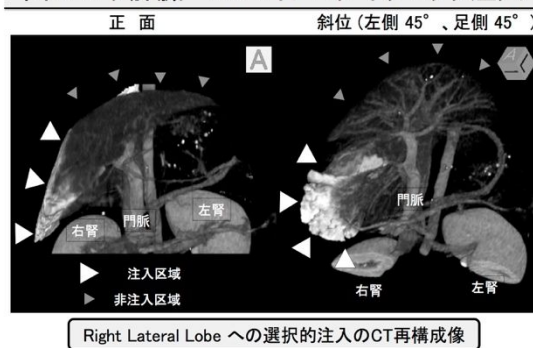 正 面
斜位(左側 45°、足側 45°)
A
右腎
門脈
左腎
注入区域
非注入区域
門脈
右腎
左腎
Right Lateral Lobe への選択的注入のCT再構成像